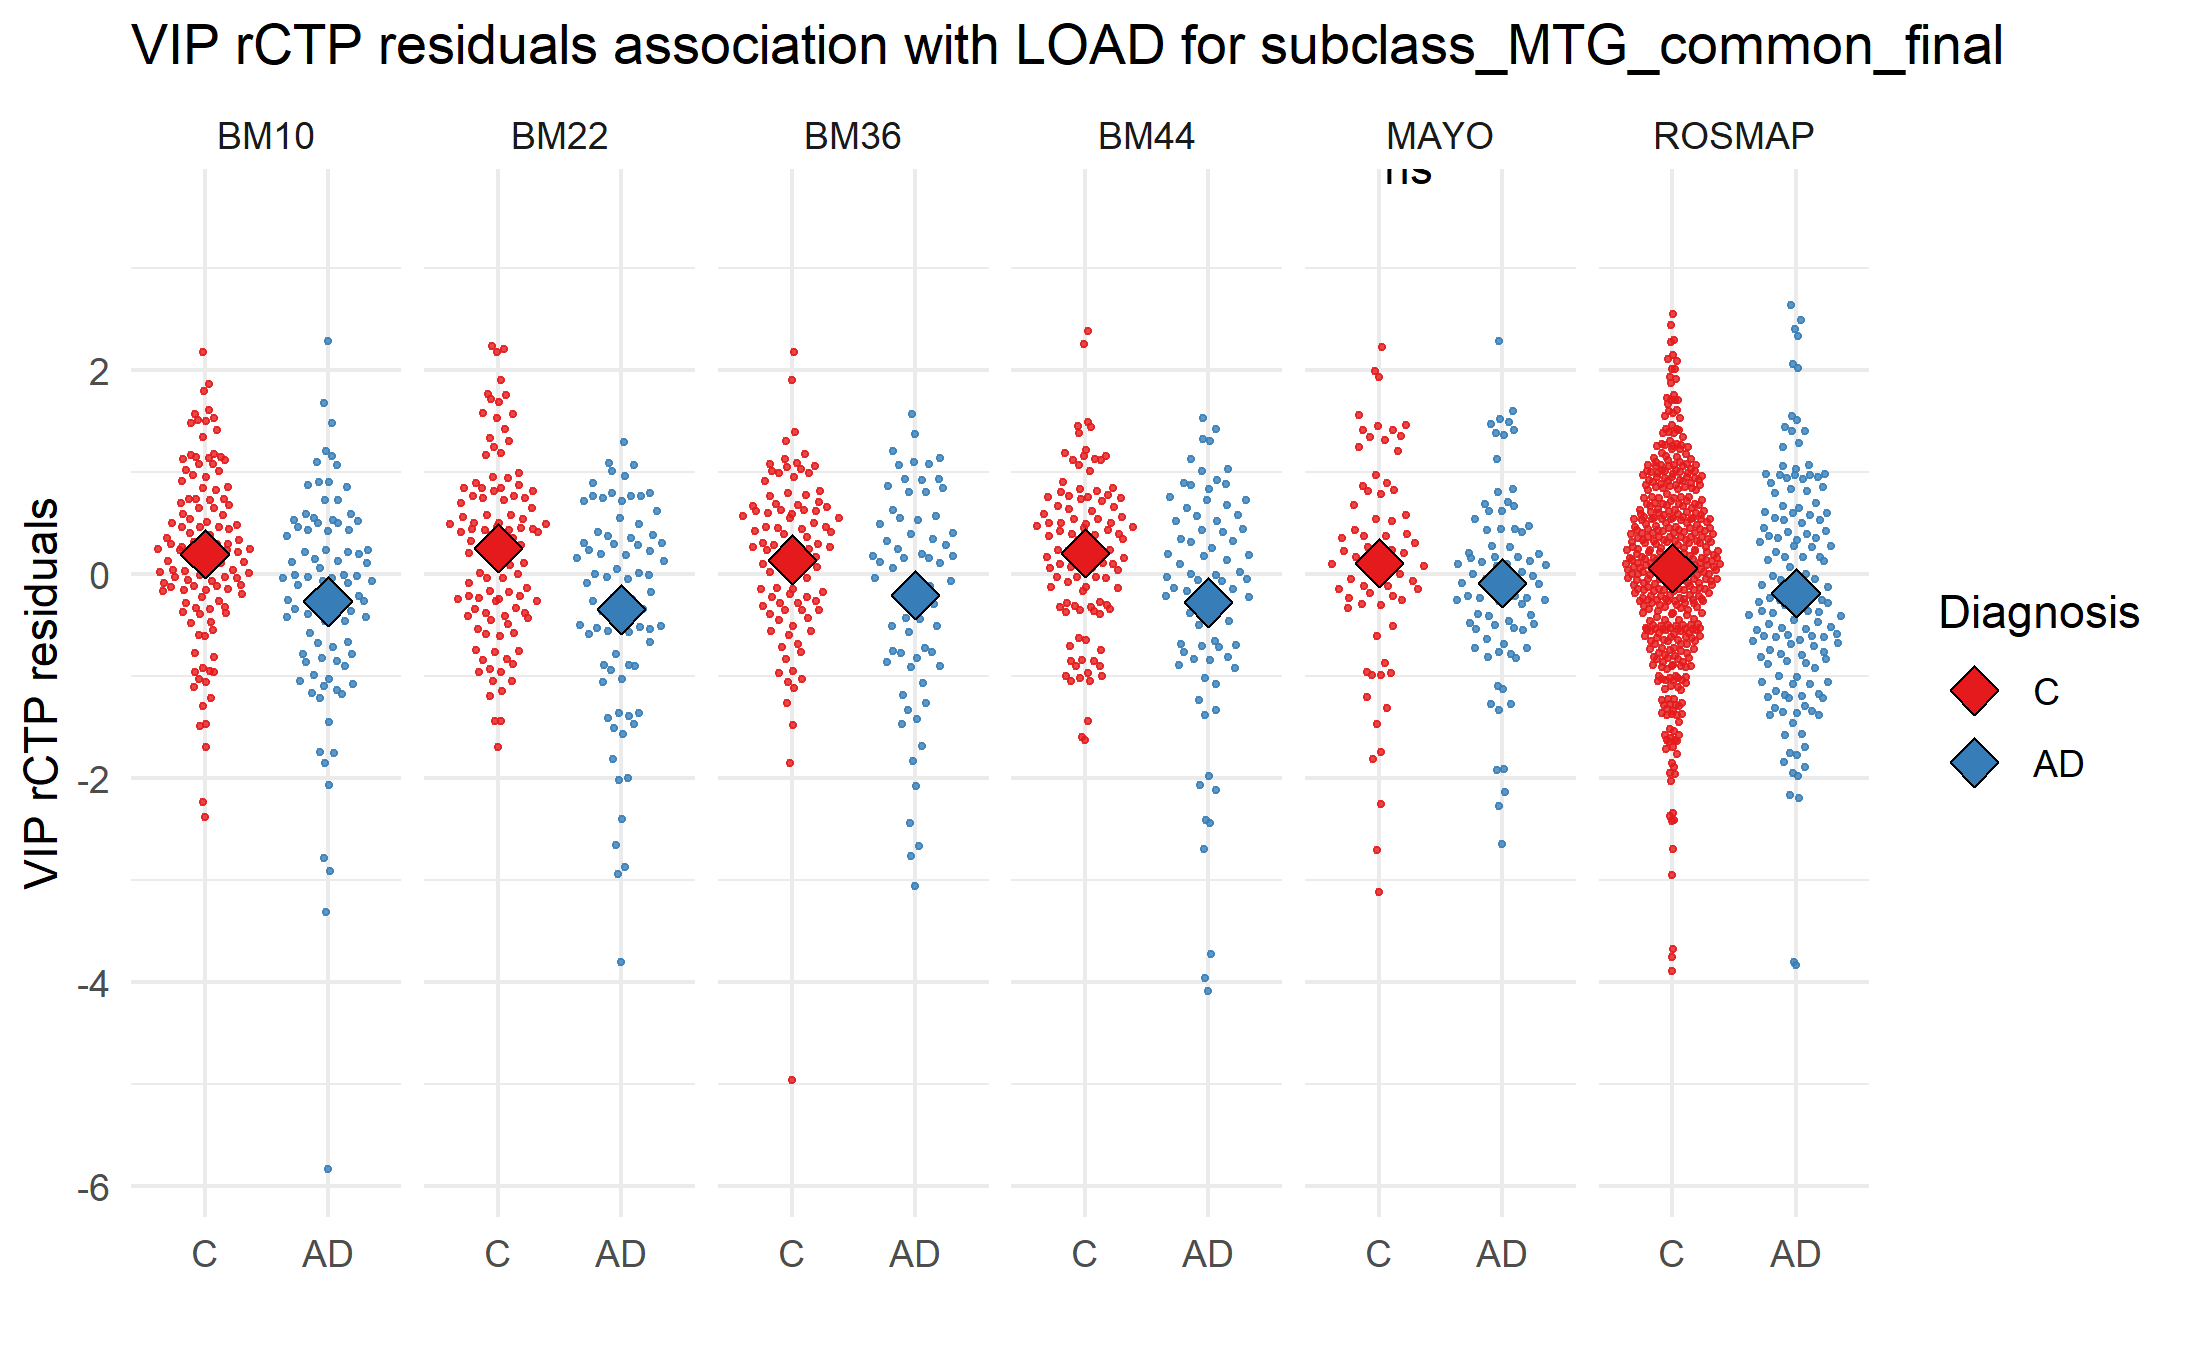 VIP rCTP residuals association with LOAD for subclass_MTG_common_final
BM10 BM22 BM36 BM44 MAYO ROSMAP
ns
VIP rCTP residuals
2
0
-2
-4
-6
C AD C AD C AD C AD C AD C AD
Diagnosis
C
AD